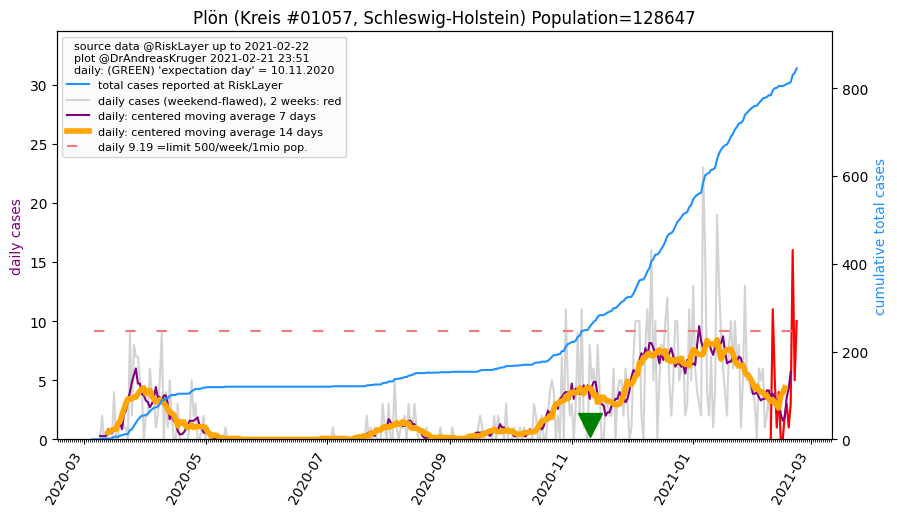 Plön (Kreis #01057, Schleswig-Holstein) Population=128647
source data @RiskLayer up to 2021-02-22
plot @DrAndreasKruger 2021-02-21 23:51
daily: (GREEN) 'expectation day' = 10.11.2020
total cases reported at RiskLayer
daily cases (weekend-flawed), 2 weeks: red
daily: centered moving average 7 days
daily: centered moving average 14 days
daily 9.19 =limit 500/week/1mio pop.
daily cases
30
25
20
15
10
5
0
cumulative total cases
800
600
400
200
0
2020-03
2020-05
2020-07
2020-09
2020-11
2021-01
2021-03